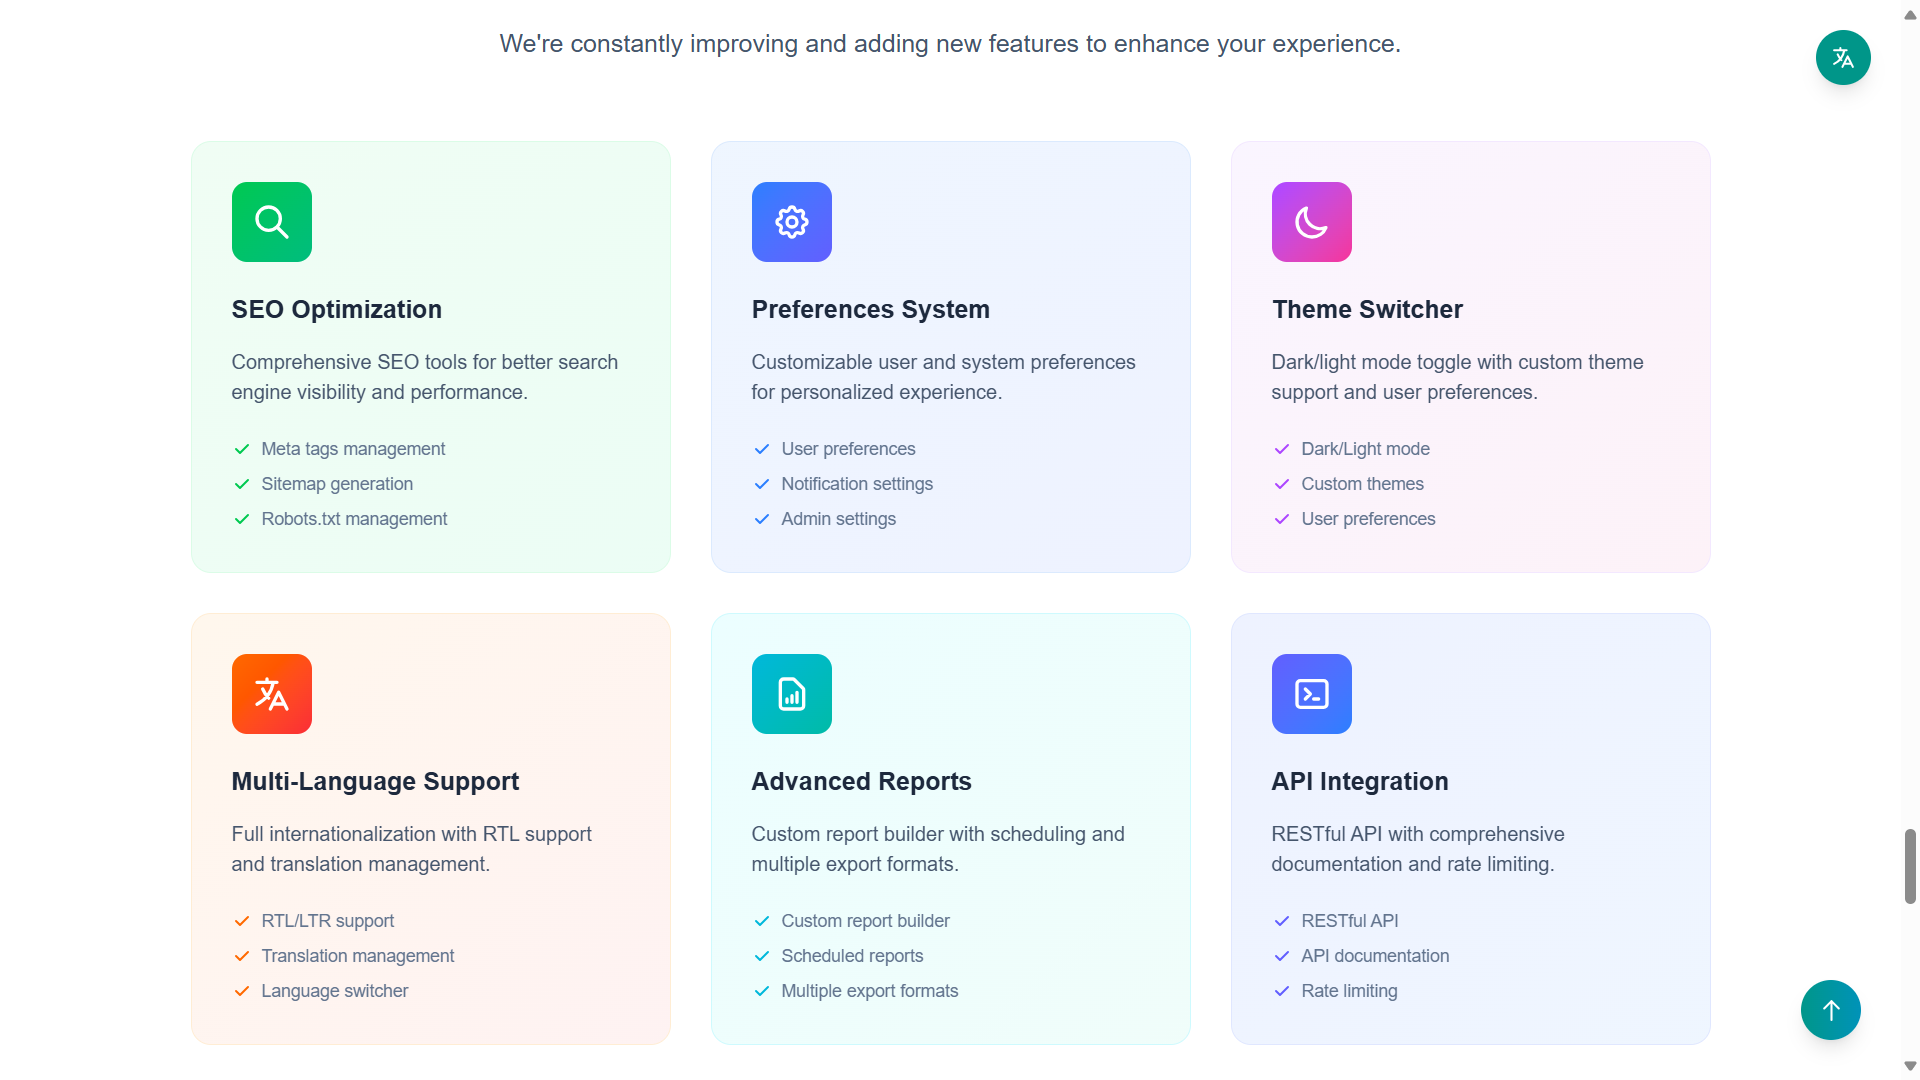 We're constantly improving and adding new features to enhance your experience.
SEO Optimization
Comprehensive SEO tools for better search
engine visibility and performance.
Meta tags management
Sitemap generation
Robots.txt management
Preferences System
Customizable user and system preferences
for personalized experience.
User preferences
Notification settings
Admin settings
Theme Switcher
Dark/light mode toggle with custom theme
support and user preferences.
Dark/Light mode
Custom themes
User preferences
Multi-Language Support
Full internationalization with RTL support
and translation management.
RTL/LTR support
Translation management
Language switcher
Advanced Reports
Custom report builder with scheduling and
multiple export formats.
Custom report builder
Scheduled reports
Multiple export formats
API Integration
RESTful API with comprehensive
documentation and rate limiting.
RESTful API
API documentation
Rate limiting